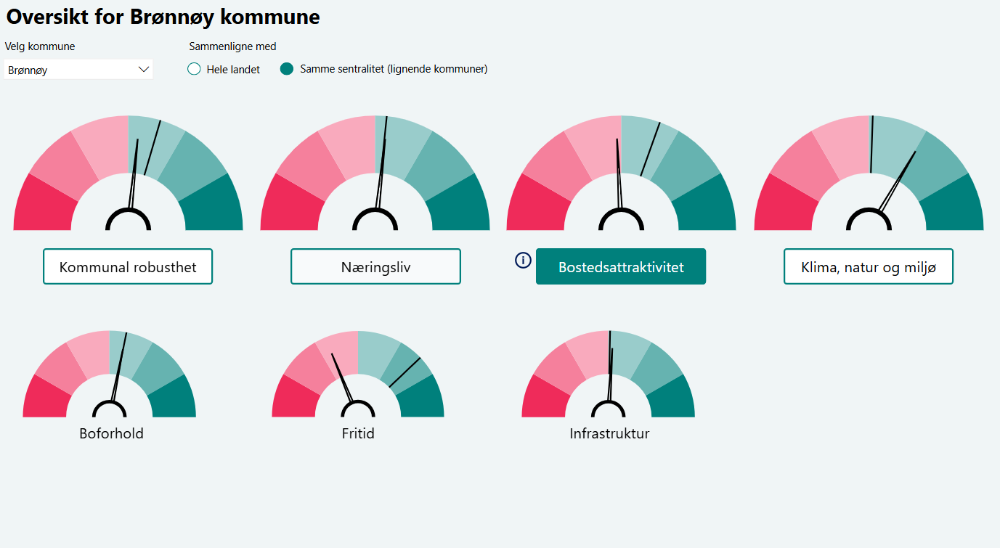 Oversikt for Brønnøy kommune
Velg kommune
Sammenligne med
Brønnøy
Hele landet
Samme sentralitet (lignende kommuner)
Kommunal robusthet
Næringsliv
i
Bostedsattraktivitet
Klima, natur og miljø
Boforhold
Fritid
Infrastruktur